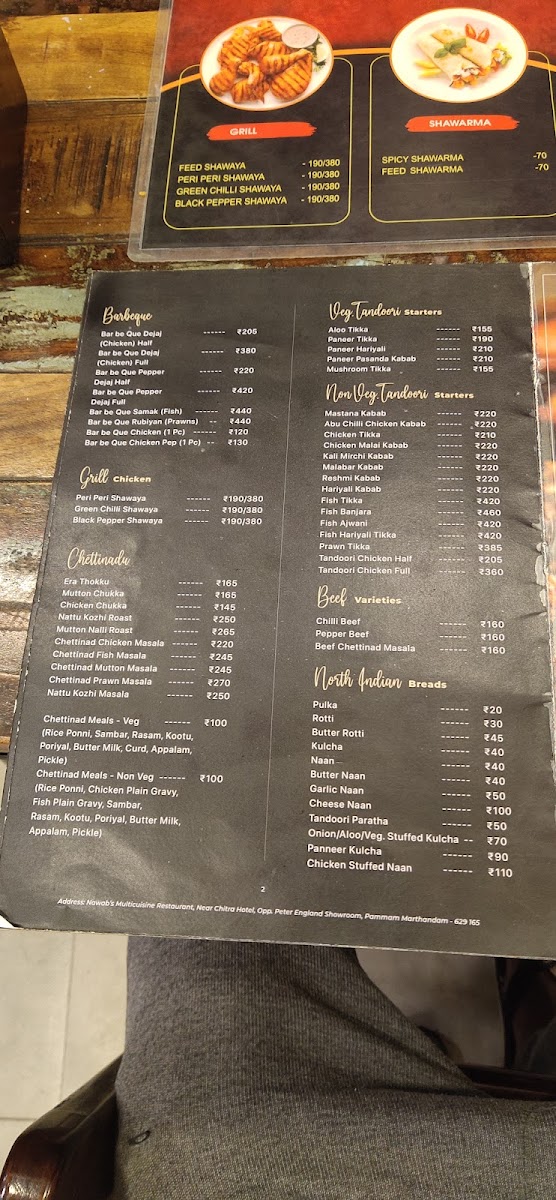 GRILL
FEED SHAWAYA - 190/380
PERI PERI SHAWAYA - 190/380
GREEN CHILLI SHAWAYA - 190/380
BLACK PEPPER SHAWAYA - 190/380
SHAWARMA
SPICY SHAWARMA -70
FEED SHAWARMA -70
Barbeque
Bar be Que Dejaj ------ ₹205
(Chicken) Half
Bar be Que Dejaj ------ ₹380
(Chicken) Full
Bar be Que Pepper ------ ₹220
Dejaj Half
Bar be Que Pepper ------ ₹420
Dejaj Full
Bar be Que Samak (Fish) ------ ₹440
Bar be Que Rubiyan (Prawns) -- ₹440
Bar be Que Chicken (1 Pc) ------ ₹120
Bar be Que Chicken Pep (1 Pc) -- ₹130
Grill Chicken
Peri Peri Shawaya ------ ₹190/380
Green Chilli Shawaya ------ ₹190/380
Black Pepper Shawaya ------ ₹190/380
Chettinadu
Era Thokku ------ ₹165
Mutton Chukka ------ ₹165
Chicken Chukka ------ ₹145
Nattu Kozhi Roast ------ ₹250
Mutton Nalli Roast ------ ₹265
Chettinad Chicken Masala ------ ₹220
Chettinad Fish Masala ------ ₹245
Chettinad Mutton Masala ------ ₹245
Chettinad Prawn Masala ------ ₹270
Nattu Kozhi Masala ------ ₹250
Chettinad Meals - Veg ------ ₹100
(Rice Ponni, Sambar, Rasam, Kootu,
Poriyal, Butter Milk, Curd, Appalam,
Pickle)
Chettinad Meals - Non Veg ------ ₹100
(Rice Ponni, Chicken Plain Gravy,
Fish Plain Gravy, Sambar,
Rasam, Kootu, Poriyal, Butter Milk,
Appalam, Pickle)
Veg Tandoori Starters
Aloo Tikka ------ ₹155
Paneer Tikka ------ ₹190
Paneer Hariyali ------ ₹210
Paneer Pasanda Kabab ------ ₹210
Mushroom Tikka ------ ₹155
Non Veg Tandoori Starters
Mastana Kabab ------ ₹220
Abu Chilli Chicken Kabab ------ ₹220
Chicken Tikka ------ ₹210
Chicken Malai Kabab ------ ₹220
Kali Mirchi Kabab ------ ₹220
Malabar Kabab ------ ₹220
Reshmi Kabab ------ ₹220
Hariyali Kabab ------ ₹220
Fish Tikka ------ ₹420
Fish Banjara ------ ₹460
Fish Ajwani ------ ₹420
Fish Hariyali Tikka ------ ₹420
Prawn Tikka ------ ₹385
Tandoori Chicken Half ------ ₹205
Tandoori Chicken Full ------ ₹360
Beef Varieties
Chilli Beef ------ ₹160
Pepper Beef ------ ₹160
Beef Chettinad Masala ------ ₹160
North Indian Breads
Pulka ------ ₹20
Rotti ------ ₹30
Butter Rotti ------ ₹45
Kulcha ------ ₹40
Naan ------ ₹40
Butter Naan ------ ₹40
Garlic Naan ------ ₹50
Cheese Naan ------ ₹100
Tandoori Paratha ------ ₹50
Onion/Aloo/Veg. Stuffed Kulcha -- ₹70
Panneer Kulcha ------ ₹90
Chicken Stuffed Naan ------ ₹110
2
Address: Nawab's Multicuisine Restaurant, Near Chitra Hotel, Opp. Peter England Showroom, Pammam Marthandam - 629 165